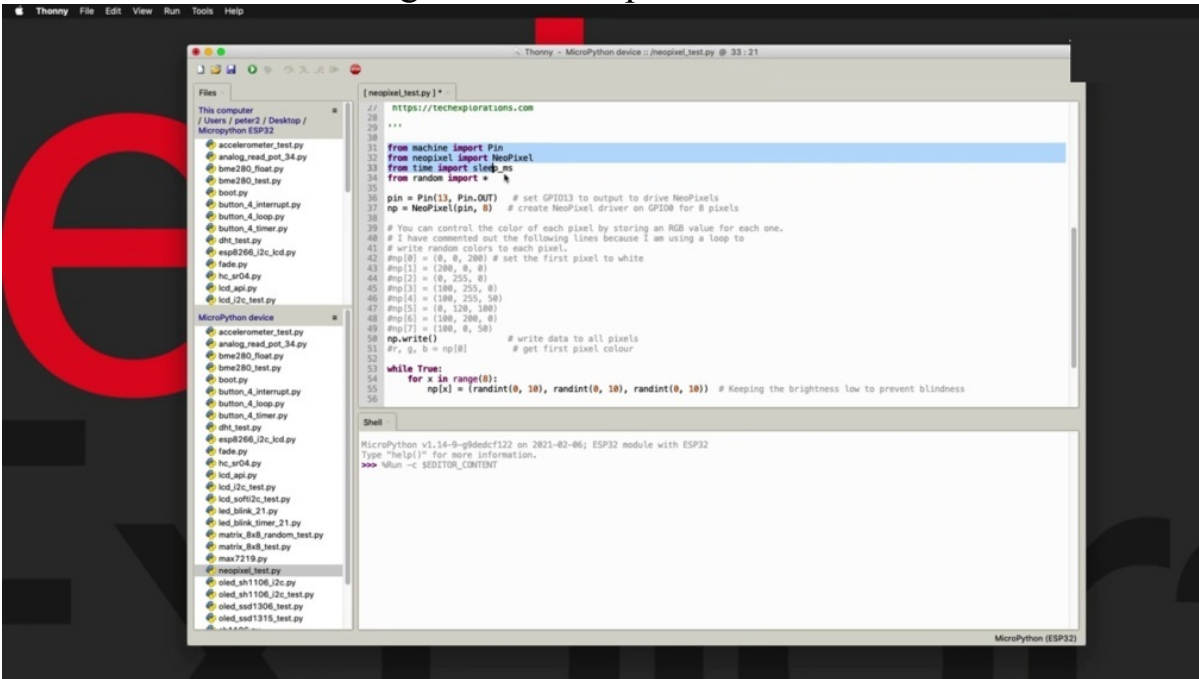 Thonny File Edit View Run Tools Help
Thonny - MicroPython device :: /neopixel_test.py @ 33 : 21
Files
This computer
/ Users / peter2 / Desktop /
Micropython ESP32
accelerometer_test.py
analog_read_pot_34.py
bme280_float.py
bme280_test.py
boot.py
button_4_interrupt.py
button_4_loop.py
button_4_timer.py
dht_test.py
esp8266_i2c_lcd.py
fade.py
hc_sr04.py
lcd_api.py
lcd_i2c_test.py
MicroPython device
accelerometer_test.py
analog_read_pot_34.py
bme280_float.py
bme280_test.py
boot.py
button_4_interrupt.py
button_4_loop.py
button_4_timer.py
dht_test.py
esp8266_i2c_lcd.py
fade.py
hc_sr04.py
lcd_api.py
lcd_i2c_test.py
lcd_softi2c_test.py
led_blink_21.py
led_blink_timer_21.py
matrix_8x8_random_test.py
matrix_8x8_test.py
max7219.py
neopixel_test.py
oled_sh1106_i2c.py
oled_sh1106_i2c_test.py
oled_ssd1306_test.py
oled_ssd1315_test.py
[ neopixel_test.py ] *
27 https://techexplorations.com
28
29 '''
30
31 from machine import Pin
32 from neopixel import NeoPixel
33 from time import sleep_ms
34 from random import *
35
36 pin = Pin(13, Pin.OUT) # set GPIO13 to output to drive NeoPixels
37 np = NeoPixel(pin, 8) # create NeoPixel driver on GPIO0 for 8 pixels
38
39 # You can control the color of each pixel by storing an RGB value for each one.
40 # I have commented out the following lines because I am using a loop to
41 # write random colors to each pixel.
42 #np[0] = (0, 0, 200) # set the first pixel to white
43 #np[1] = (200, 0, 0)
44 #np[2] = (0, 255, 0)
45 #np[3] = (100, 255, 0)
46 #np[4] = (100, 255, 50)
47 #np[5] = (0, 120, 100)
48 #np[6] = (100, 200, 0)
49 #np[7] = (100, 0, 50)
50 np.write() # write data to all pixels
51 #r, g, b = np[0] # get first pixel colour
52
53 while True:
54 for x in range(8):
55 np[x] = (randint(0, 10), randint(0, 10), randint(0, 10)) # Keeping the brightness low to prevent blindness
56
Shell
MicroPython v1.14-9-g9dedcf122 on 2021-02-06; ESP32 module with ESP32
Type "help()" for more information.
>>> %Run -c $EDITOR_CONTENT
MicroPython (ESP32)